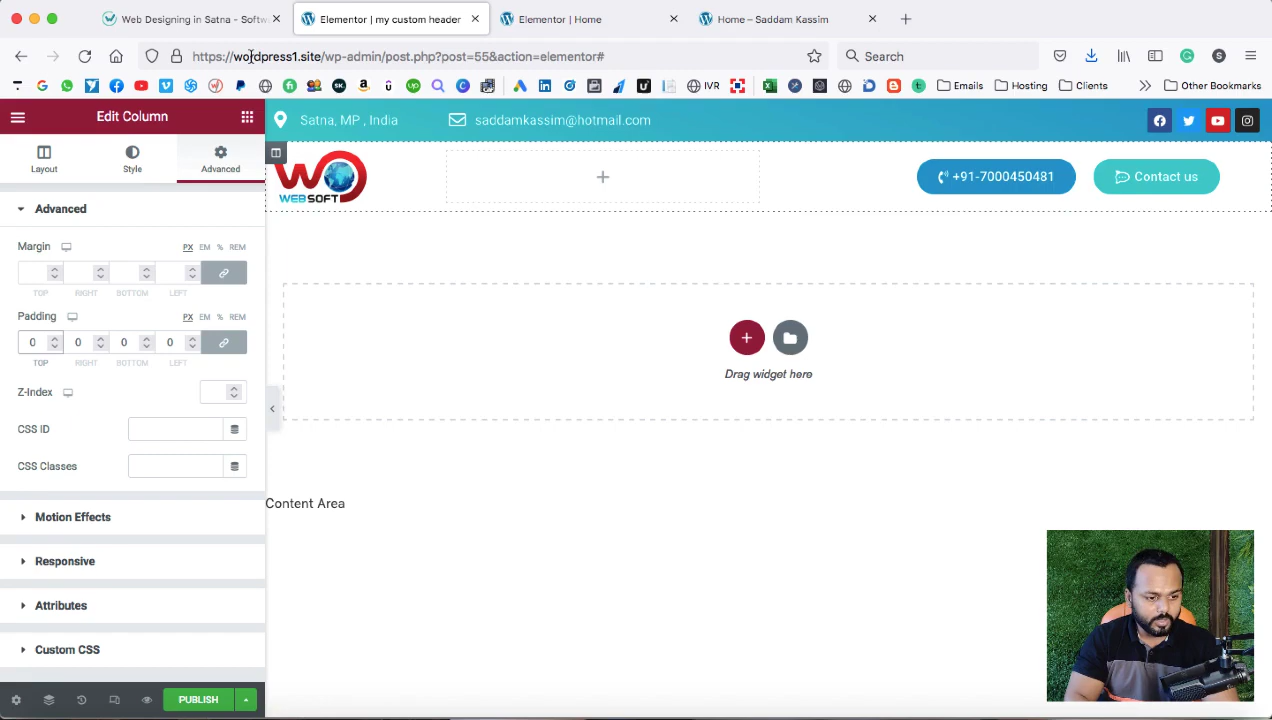 Web Designing in Satna - Softw
Elementor | my custom header
Elementor | Home
Home – Saddam Kassim
https://wordpress1.site/wp-admin/post.php?post=55&action=elementor#
Search
IVR
Emails
Hosting
Clients
Other Bookmarks
Edit Column
Satna, MP , India
saddamkassim@hotmail.com
Layout
Style
Advanced
WO
WEBSOFT
+91-7000450481
Contact us
Advanced
Margin
PX EM % REM
TOP RIGHT BOTTOM LEFT
Padding
PX EM % REM
0 0 0 0
TOP RIGHT BOTTOM LEFT
Drag widget here
Z-Index
CSS ID
CSS Classes
Content Area
Motion Effects
Responsive
Attributes
Custom CSS
PUBLISH